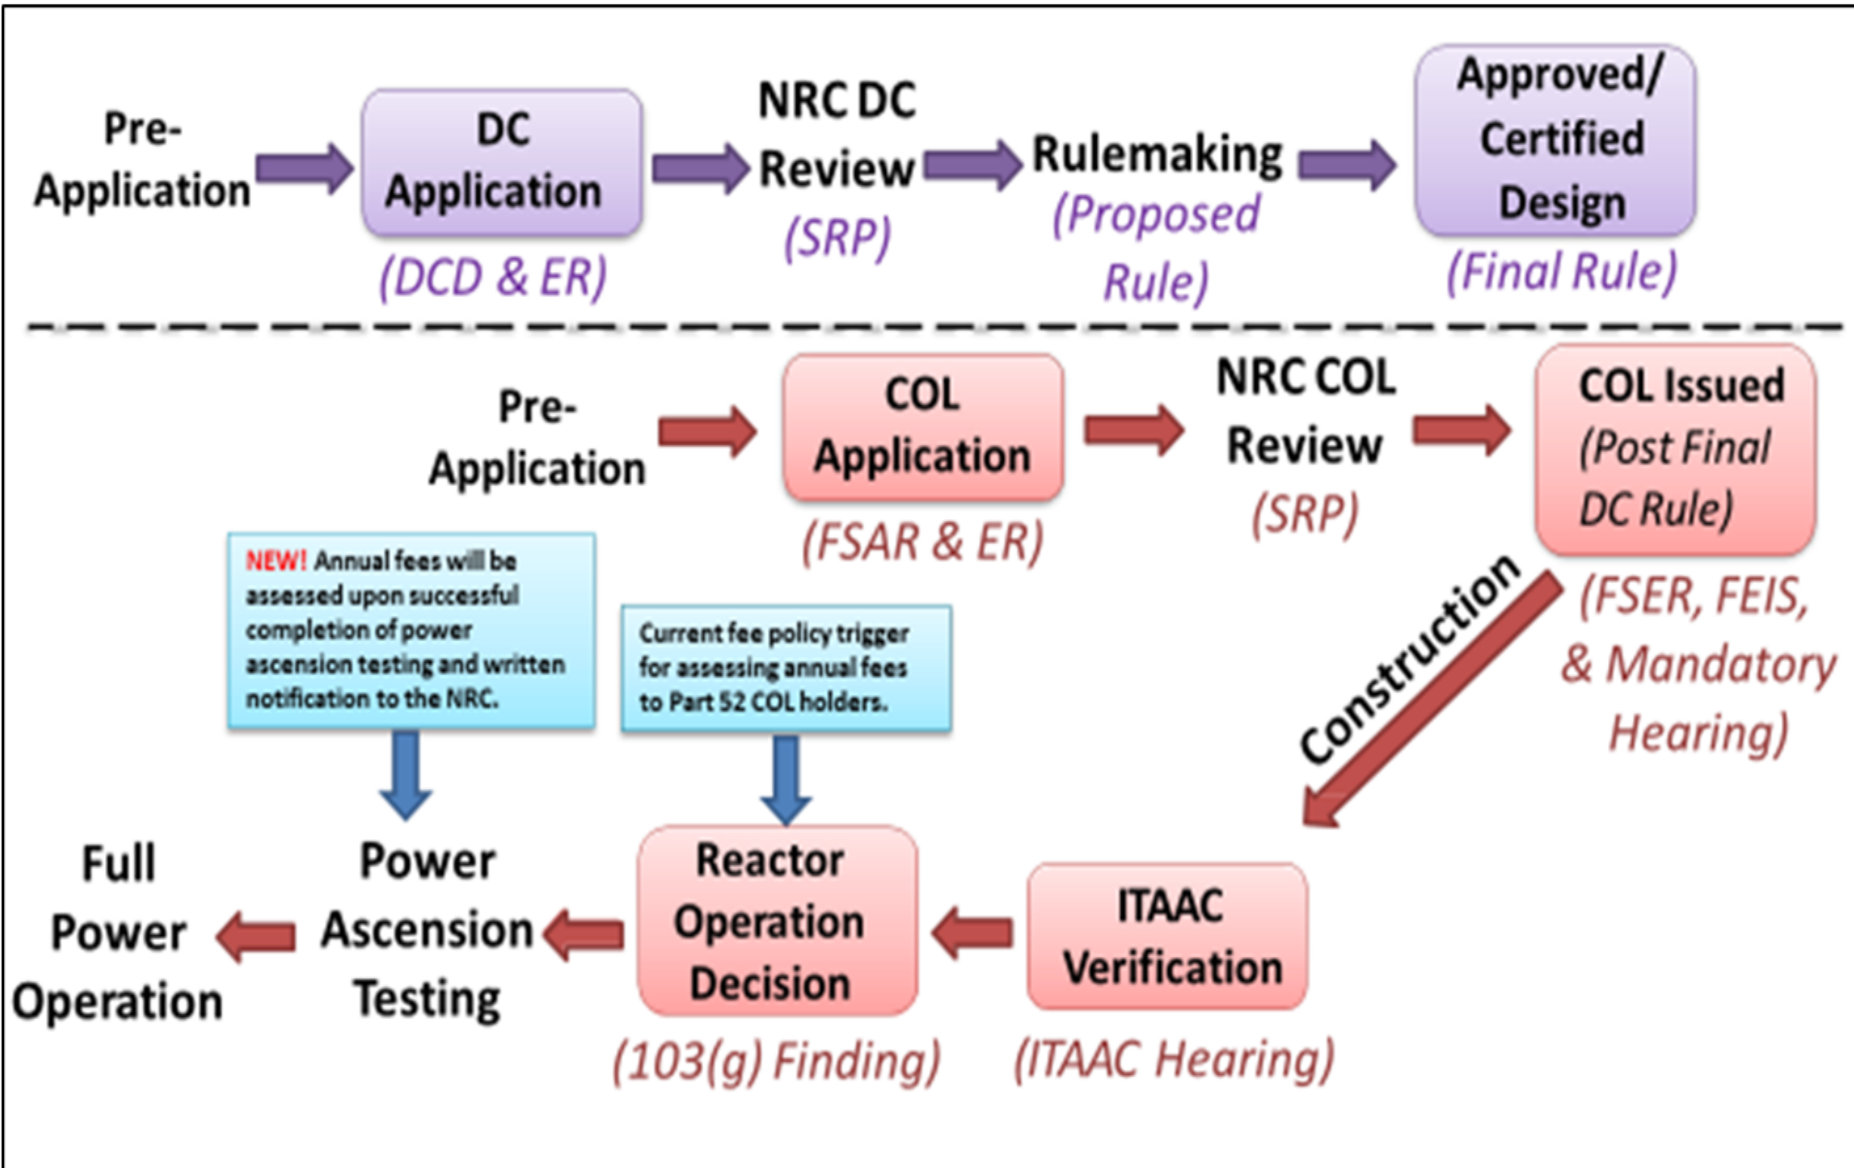 Pre-
Application
DC
Application
(DCD & ER)
NRC DC
Review
(SRP)
Rulemaking
(Proposed
Rule)
Approved/
Certified
Design
(Final Rule)
Pre-
Application
COL
Application
(FSAR & ER)
NRC COL
Review
(SRP)
COL Issued
(Post Final
DC Rule)
(FSER, FEIS,
& Mandatory
Hearing)
Construction
NEW! Annual fees will be
assessed upon successful
completion of power
ascension testing and written
notification to the NRC.
Current fee policy trigger
for assessing annual fees
to Part 52 COL holders.
Full
Power
Operation
Power
Ascension
Testing
Reactor
Operation
Decision
(103(g) Finding)
ITAAC
Verification
(ITAAC Hearing)